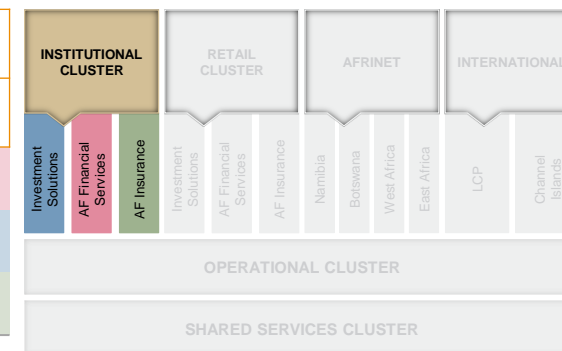 INSTITUTIONAL
CLUSTER
RETAIL
CLUSTER
AFRINET
INTERNATIONAL
Investment
Solutions
AF Financial
Services
AF Insurance
Investment
Solutions
AF Financial
Services
AF Insurance
Namibia
Botswana
West Africa
East Africa
LCP
Channel
Islands
OPERATIONAL CLUSTER
SHARED SERVICES CLUSTER